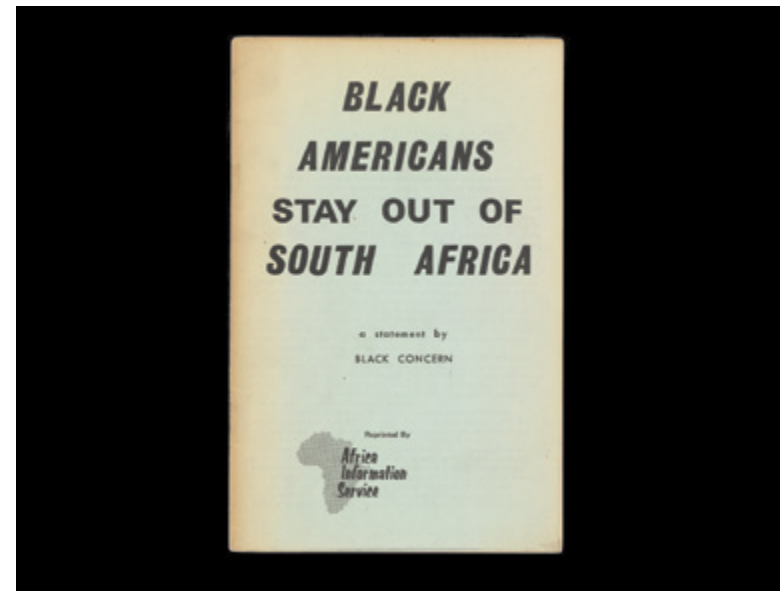 BLACK
AMERICANS
STAY OUT OF
SOUTH AFRICA
a statement by
BLACK CONCERN
Reprinted By
Africa
Information
Service